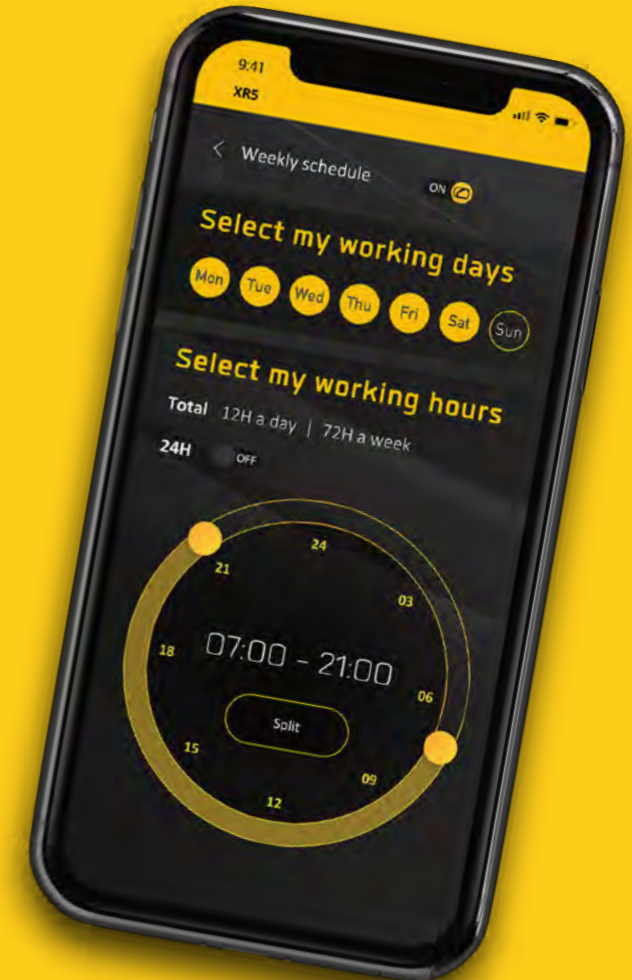 9:41
XR5
Weekly schedule
ON
Select my working days
Mon Tue Wed Thu Fri Sat Sun
Select my working hours
Total 12H a day | 72H a week
24H OFF
24
21
03
18
07:00 - 21:00
06
Split
15
09
12